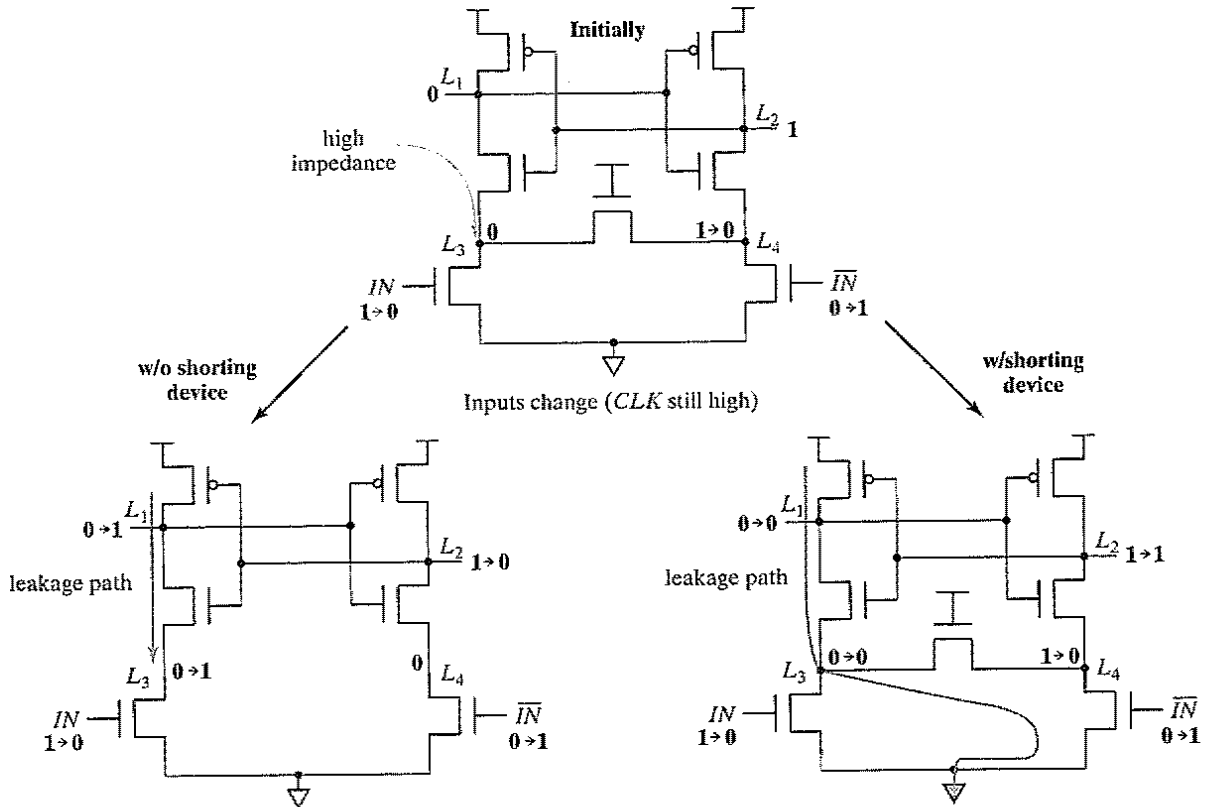 Initially
L₁
0
L₂
1
high
impedance
0
1→0
L₃
L₄
IN
1→0
I̅N̅
0→1
w/o shorting
device
w/shorting
device
Inputs change (CLK still high)
L₁
0→1
L₂
1→0
leakage path
0→1
0
L₃
L₄
IN
1→0
I̅N̅
0→1
L₁
0→0
L₂
1→1
leakage path
0→0
1→0
L₃
L₄
IN
1→0
I̅N̅
0→1